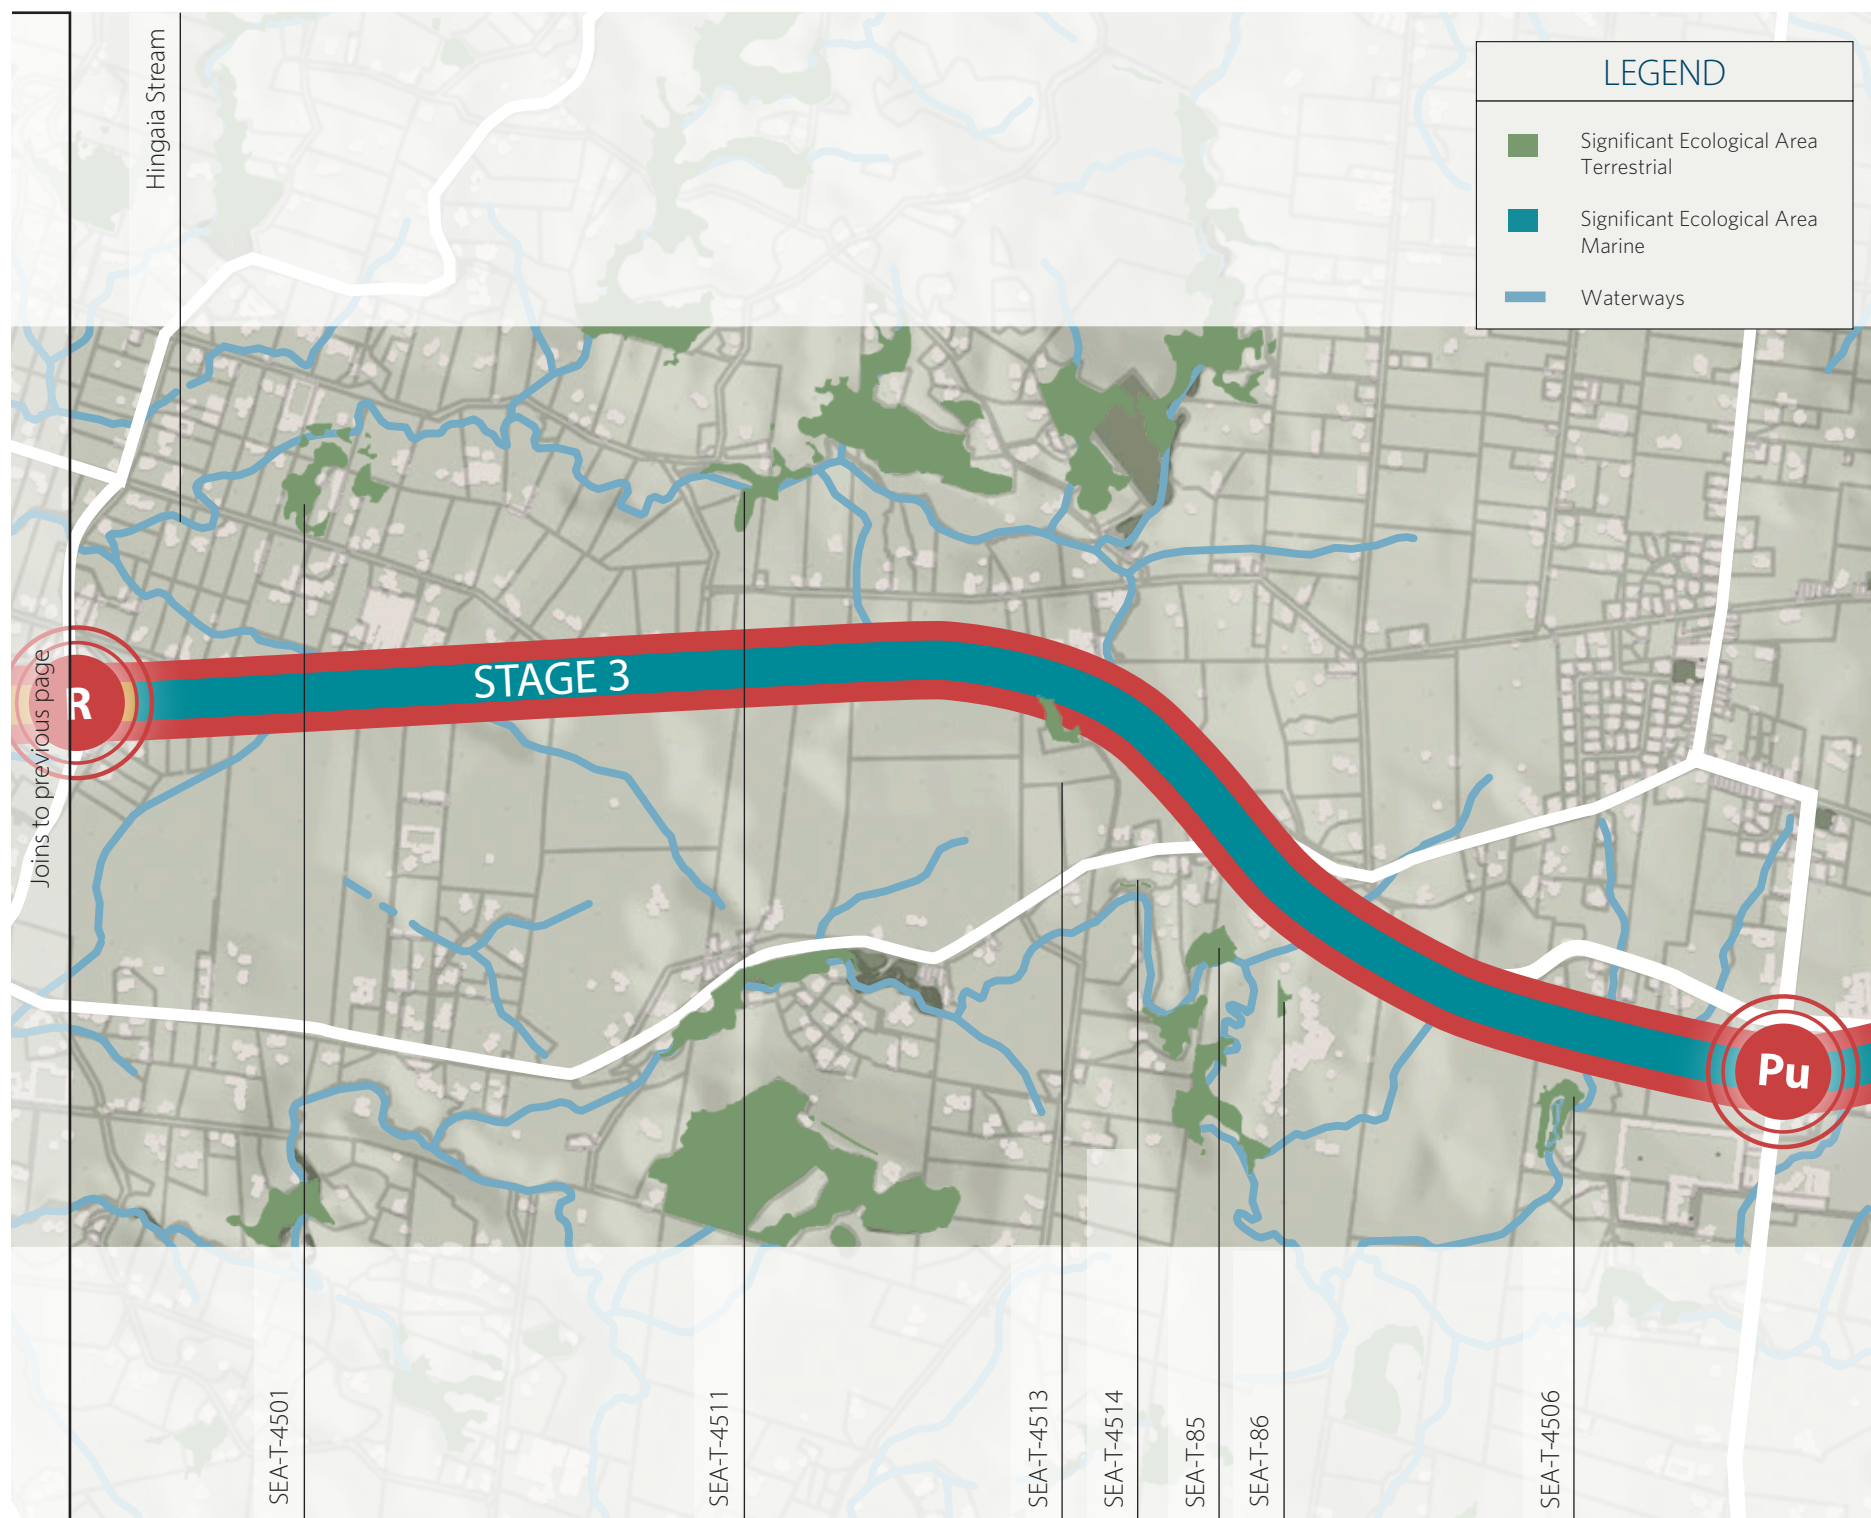 Hingaia Stream
LEGEND
Significant Ecological Area
Terrestrial
Significant Ecological Area
Marine
Waterways
STAGE 3
R
Joins to previous page
Pu
SEA-T-4501
SEA-T-4511
SEA-T-4513
SEA-T-4514
SEA-T-85
SEA-T-86
SEA-T-4506